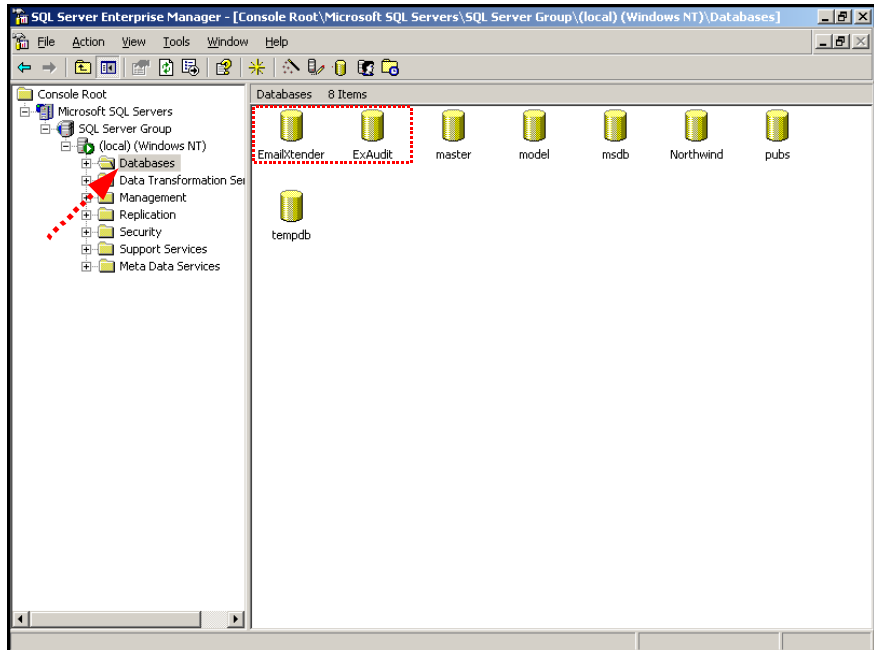 SQL Server Enterprise Manager - [Console Root\Microsoft SQL Servers\SQL Server Group\(local) (Windows NT)\Databases]
File Action View Tools Window Help
Console Root
Microsoft SQL Servers
SQL Server Group
(local) (Windows NT)
Databases
Data Transformation Ser
Management
Replication
Security
Support Services
Meta Data Services
Databases 8 Items
EmailXtender ExAudit master model msdb Northwind pubs
tempdb